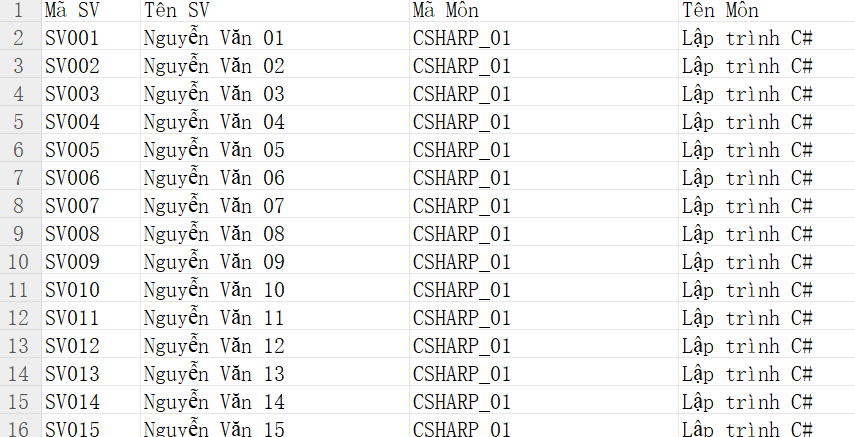 1 Mã SV Tên SV Mã Môn Tên Môn
2 SV001 Nguyễn Văn 01 CSHARP_01 Lập trình C#
3 SV002 Nguyễn Văn 02 CSHARP_01 Lập trình C#
4 SV003 Nguyễn Văn 03 CSHARP_01 Lập trình C#
5 SV004 Nguyễn Văn 04 CSHARP_01 Lập trình C#
6 SV005 Nguyễn Văn 05 CSHARP_01 Lập trình C#
7 SV006 Nguyễn Văn 06 CSHARP_01 Lập trình C#
8 SV007 Nguyễn Văn 07 CSHARP_01 Lập trình C#
9 SV008 Nguyễn Văn 08 CSHARP_01 Lập trình C#
10 SV009 Nguyễn Văn 09 CSHARP_01 Lập trình C#
11 SV010 Nguyễn Văn 10 CSHARP_01 Lập trình C#
12 SV011 Nguyễn Văn 11 CSHARP_01 Lập trình C#
13 SV012 Nguyễn Văn 12 CSHARP_01 Lập trình C#
14 SV013 Nguyễn Văn 13 CSHARP_01 Lập trình C#
15 SV014 Nguyễn Văn 14 CSHARP_01 Lập trình C#
16 SV015 Nguyễn Văn 15 CSHARP_01 Lập trình C#